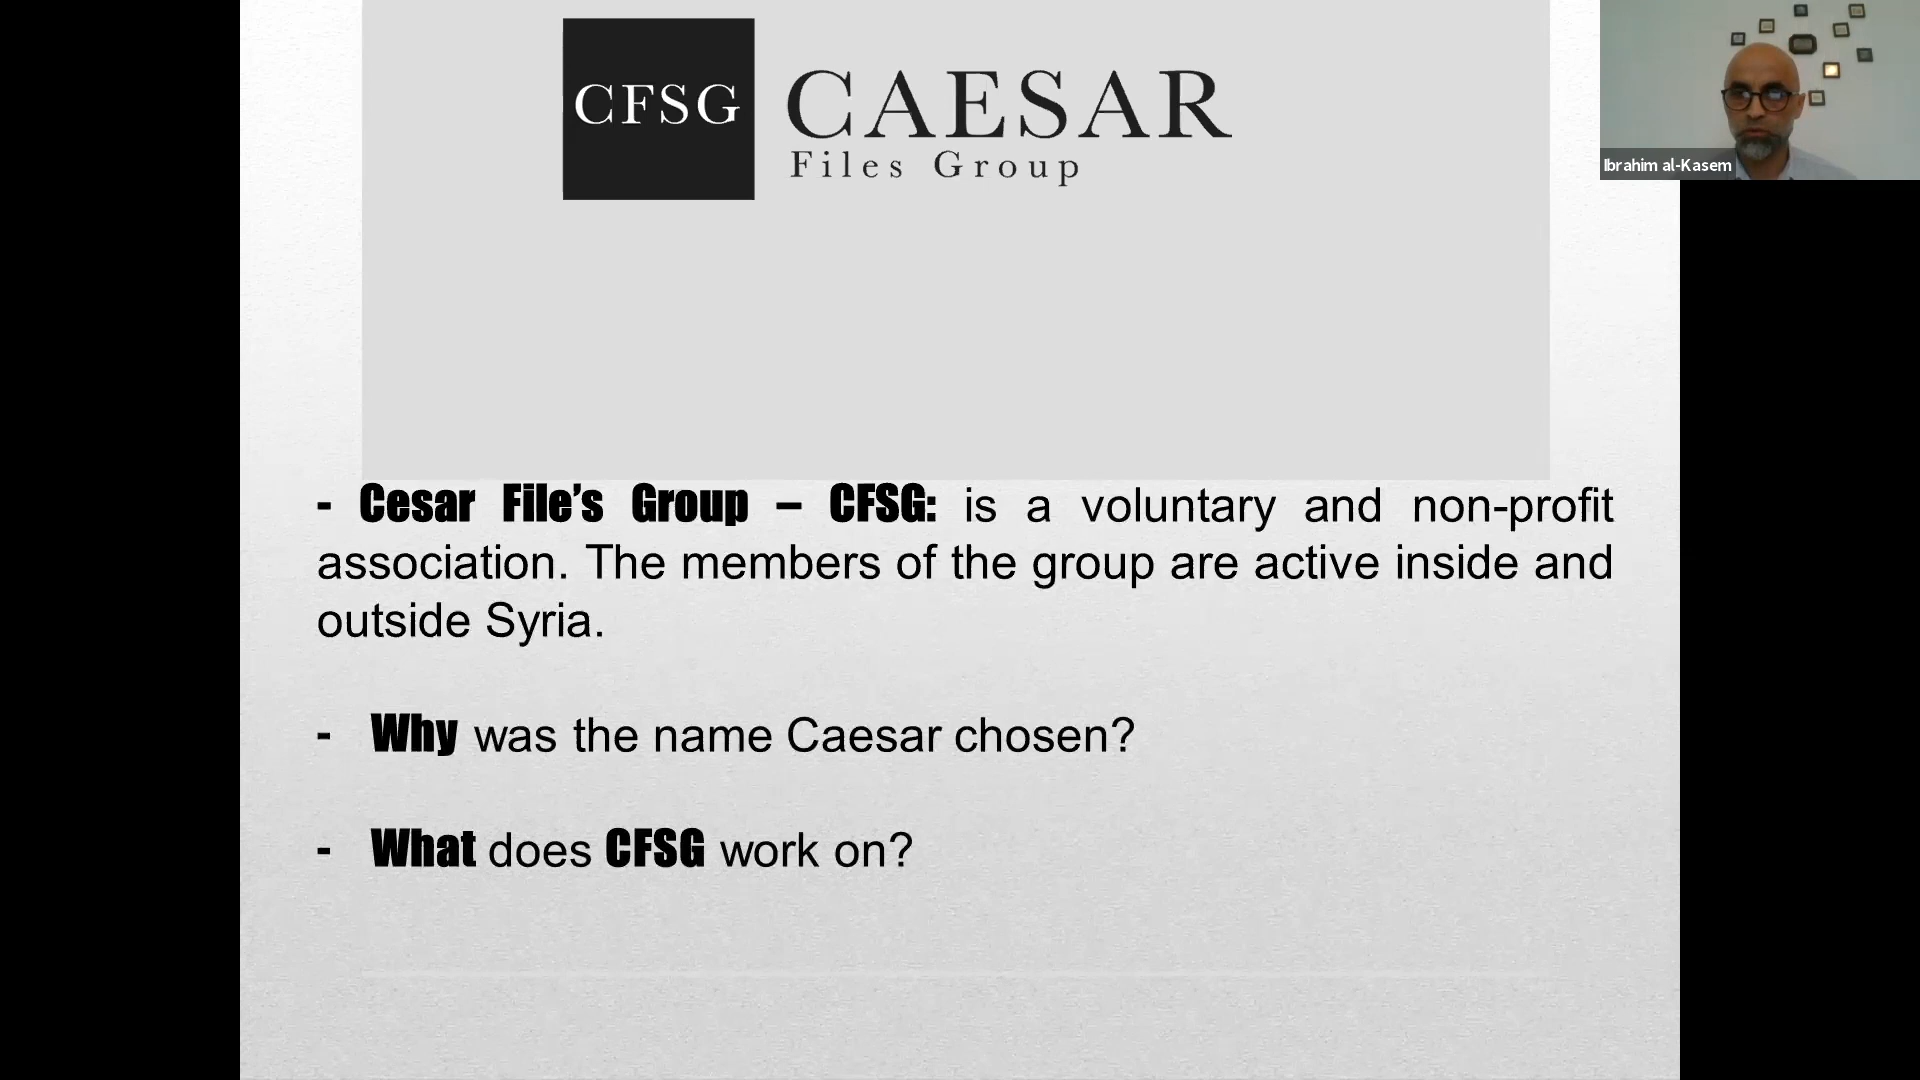 CFSG
CAESAR
Files Group
Ibrahim al-Kasem
- Cesar File’s Group – CFSG: is a voluntary and non-profit
association. The members of the group are active inside and
outside Syria.
- Why was the name Caesar chosen?
- What does CFSG work on?